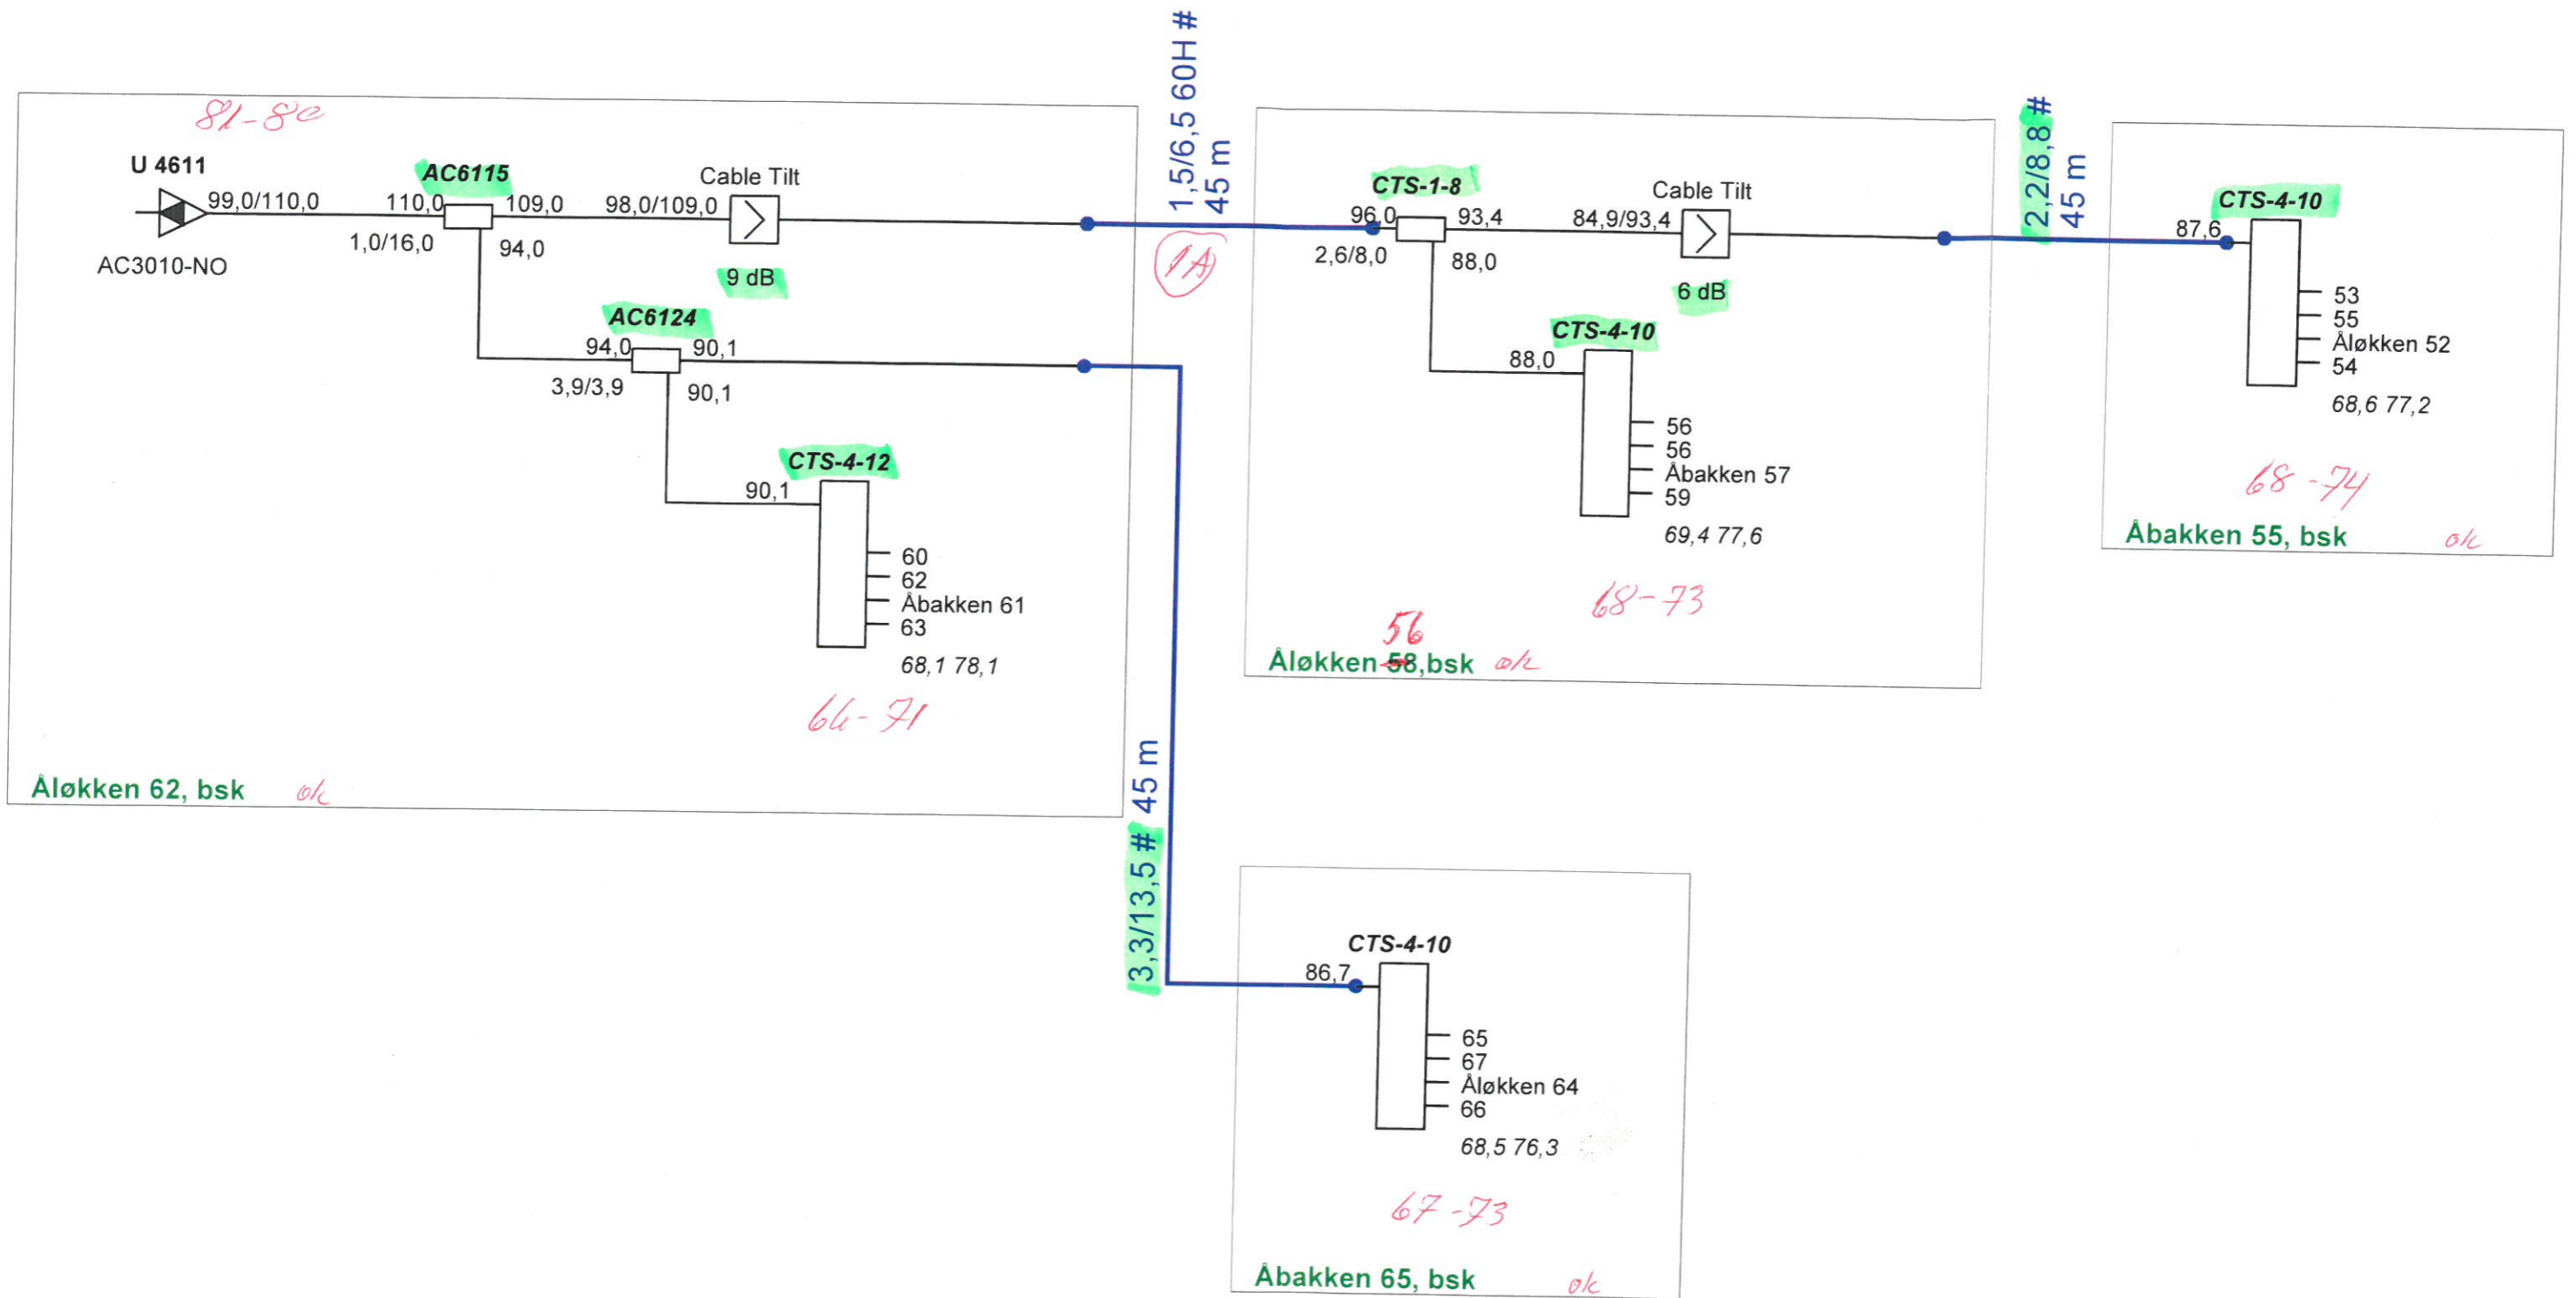 81-80
U 4611
99,0/110,0
AC3010-NO
AC6115
110,0
109,0
1,0/16,0
94,0
98,0/109,0
Cable Tilt
9 dB
AC6124
94,0
90,1
3,9/3,9
90,1
CTS-4-12
90,1
60
62
Åbakken 61
63
68,1 78,1
66-71
Åløkken 62, bsk
ok
1,5/6,5 60H #
45 m
1A
CTS-1-8
96,0
93,4
2,6/8,0
88,0
84,9/93,4
Cable Tilt
6 dB
CTS-4-10
88,0
56
56
Åbakken 57
59
69,4 77,6
68-73
56
Åløkken 58,bsk
ok
2,2/8,8 #
45 m
CTS-4-10
87,6
53
55
Åløkken 52
54
68,6 77,2
68-74
Åbakken 55, bsk
ok
3,3/13,5 # 45 m
CTS-4-10
86,7
65
67
Åløkken 64
66
68,5 76,3
67-73
Åbakken 65, bsk
ok